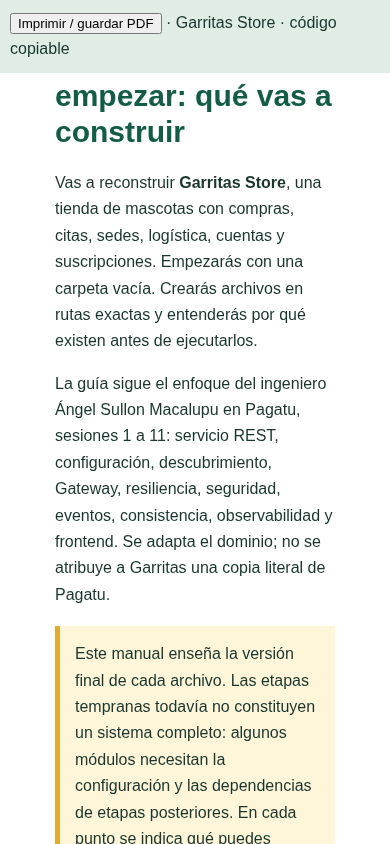 Imprimir / guardar PDF · Garritas Store · código
copiable
empezar: qué vas a
construir
Vas a reconstruir Garritas Store, una
tienda de mascotas con compras,
citas, sedes, logística, cuentas y
suscripciones. Empezarás con una
carpeta vacía. Crearás archivos en
rutas exactas y entenderás por qué
existen antes de ejecutarlos.
La guía sigue el enfoque del ingeniero
Ángel Sullon Macalupu en Pagatu,
sesiones 1 a 11: servicio REST,
configuración, descubrimiento,
Gateway, resiliencia, seguridad,
eventos, consistencia, observabilidad y
frontend. Se adapta el dominio; no se
atribuye a Garritas una copia literal de
Pagatu.
Este manual enseña la versión
final de cada archivo. Las etapas
tempranas todavía no constituyen
un sistema completo: algunos
módulos necesitan la
configuración y las dependencias
de etapas posteriores. En cada
punto se indica qué puedes